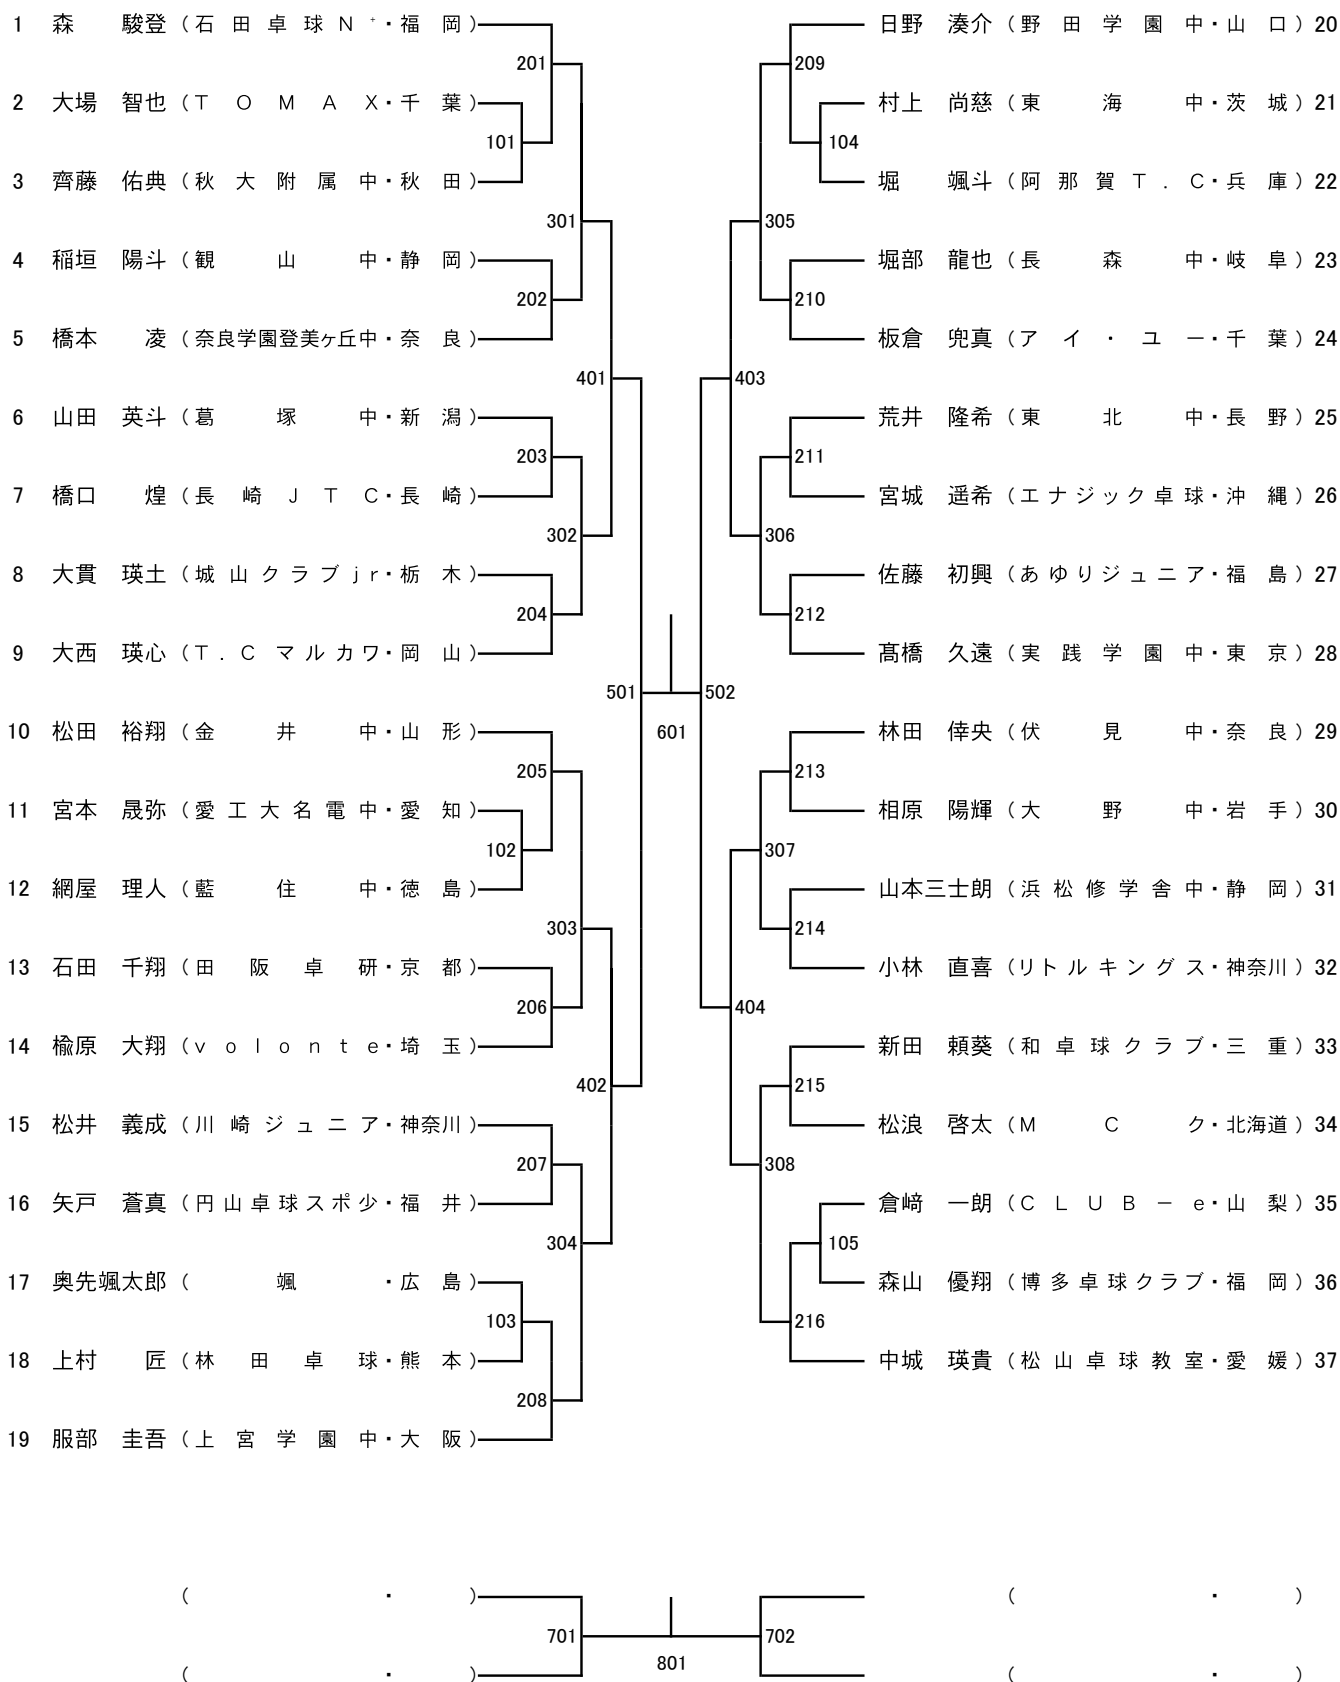 1 森 駿登 (石田卓球N+・福岡)
201
2 大場 智也 (TOMAX・千葉)
101
3 齊藤 佑典 (秋大附属中・秋田)
301
4 稲垣 陽斗 (観山中・静岡)
202
5 橋本 凌 (奈良学園登美ヶ丘中・奈良)
401
6 山田 英斗 (葛塚中・新潟)
203
7 橋口 煌 (長崎JTC・長崎)
302
8 大貫 瑛土 (城山クラブjr・栃木)
204
9 大西 瑛心 (T.Cマルカワ・岡山)
501
10 松田 裕翔 (金井中・山形)
205
11 宮本 晟弥 (愛工大名電中・愛知)
102
12 網屋 理人 (藍住中・徳島)
303
13 石田 千翔 (田阪卓研・京都)
206
14 楡原 大翔 (volonte・埼玉)
402
15 松井 義成 (川崎ジュニア・神奈川)
207
16 矢戸 蒼真 (円山卓球スポ少・福井)
304
17 奥先颯太郎 (颯・広島)
103
18 上村 匠 (林田卓球・熊本)
208
19 服部 圭吾 (上宮学園中・大阪)
601
日野 湊介 (野田学園中・山口) 20
209
村上 尚慈 (東海中・茨城) 21
104
堀 颯斗 (阿那賀T.C・兵庫) 22
305
堀部 龍也 (長森中・岐阜) 23
210
板倉 兜真 (アイ・ユー・千葉) 24
403
荒井 隆希 (東北中・長野) 25
211
宮城 遥希 (エナジック卓球・沖縄) 26
306
佐藤 初興 (あゆりジュニア・福島) 27
212
髙橋 久遠 (実践学園中・東京) 28
502
林田 倖央 (伏見中・奈良) 29
213
相原 陽輝 (大野中・岩手) 30
307
山本三士朗 (浜松修学舎中・静岡) 31
214
小林 直喜 (リトルキングス・神奈川) 32
404
新田 頼葵 (和卓球クラブ・三重) 33
215
松浪 啓太 (MCク・北海道) 34
308
倉﨑 一朗 (CLUB－e・山梨) 35
105
森山 優翔 (博多卓球クラブ・福岡) 36
216
中城 瑛貴 (松山卓球教室・愛媛) 37
( ・ ) ( ・ )
701 702
801
( ・ ) ( ・ )